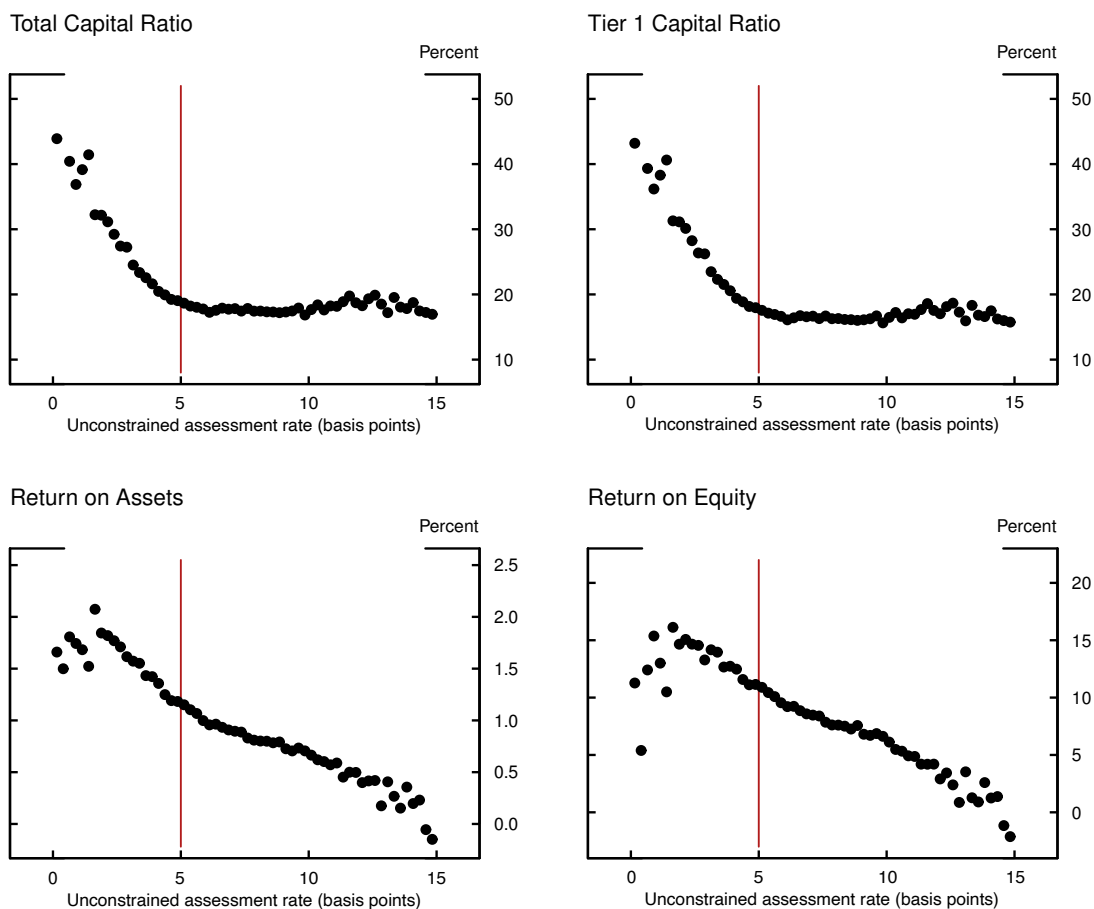 Total Capital Ratio
Percent
50
40
30
20
10
0 5 10 15
Unconstrained assessment rate (basis points)
Tier 1 Capital Ratio
Percent
50
40
30
20
10
0 5 10 15
Unconstrained assessment rate (basis points)
Return on Assets
Percent
2.5
2.0
1.5
1.0
0.5
0.0
0 5 10 15
Unconstrained assessment rate (basis points)
Return on Equity
Percent
20
15
10
5
0
0 5 10 15
Unconstrained assessment rate (basis points)